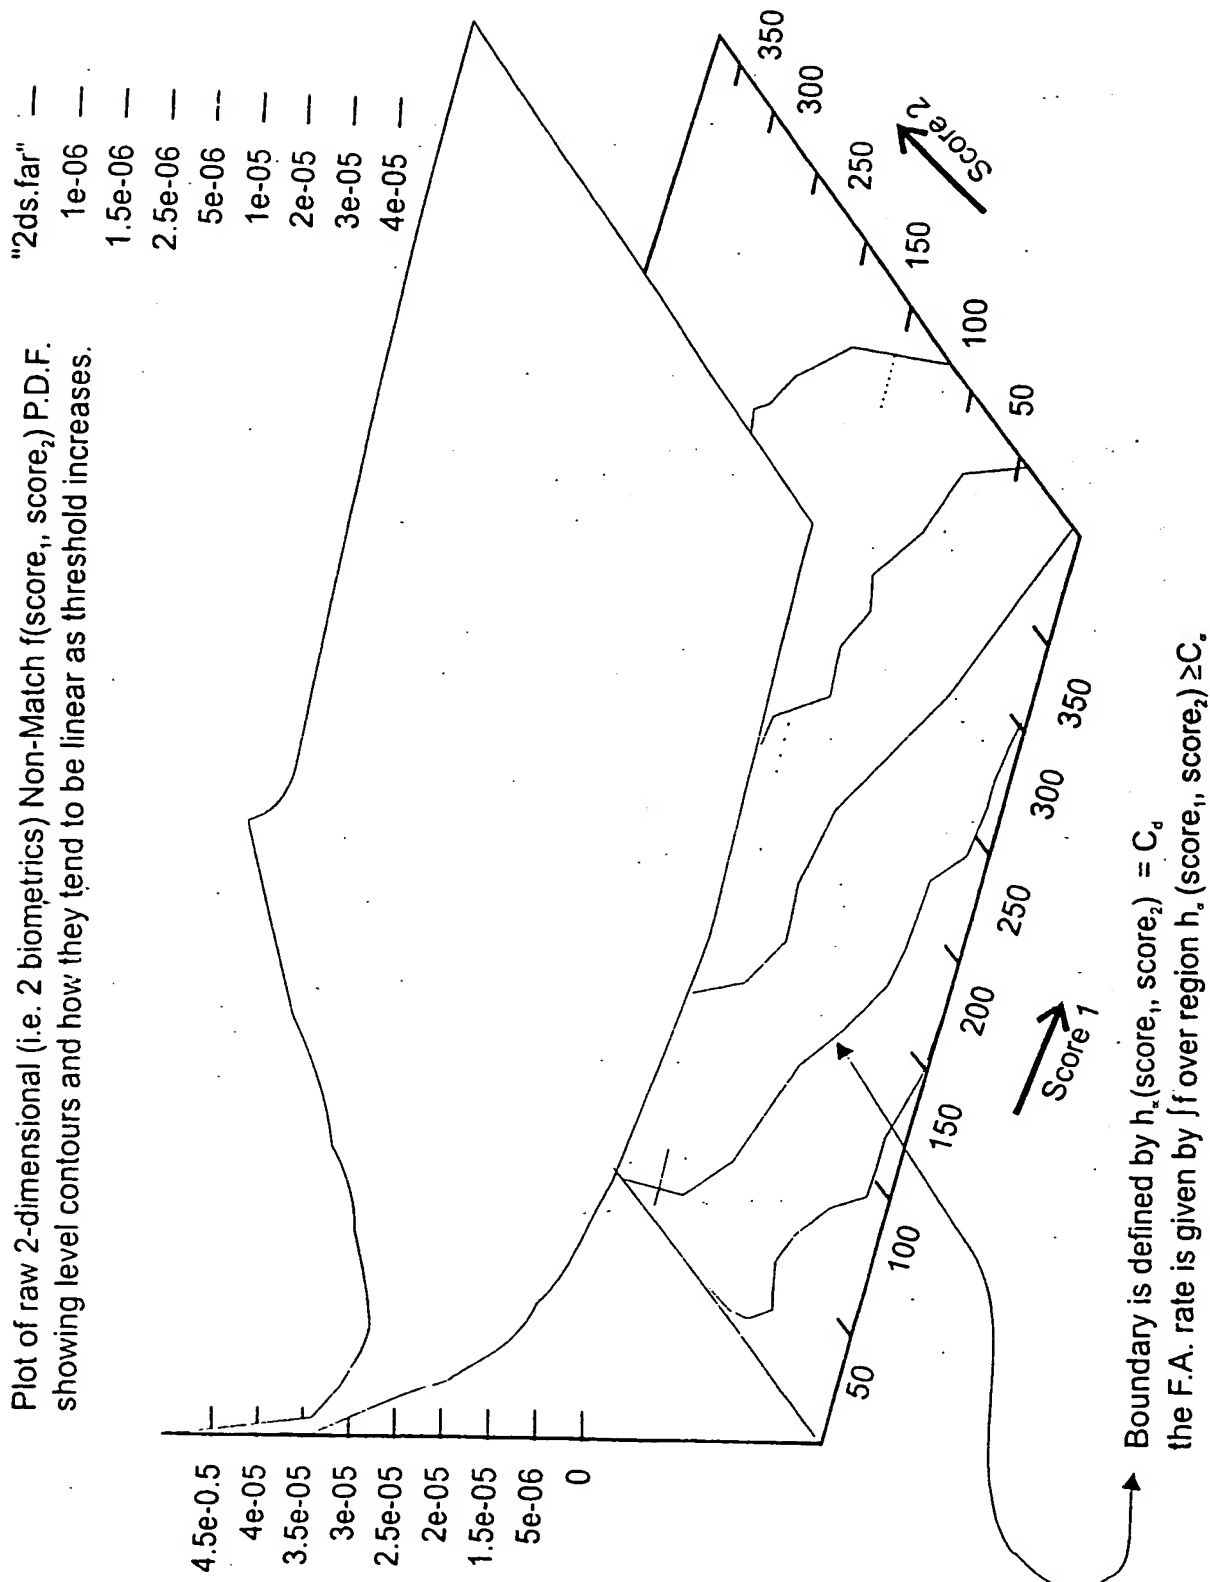 Plot of raw 2-dimensional (i.e. 2 biometrics) Non-Match f(score₁, score₂) P.D.F.
showing level contours and how they tend to be linear as threshold increases.
"2ds.far"
1e-06
1.5e-06
2.5e-06
5e-06
1e-05
2e-05
3e-05
4e-05
4.5e-0.5
4e-05
3.5e-05
3e-05
2.5e-05
2e-05
1.5e-05
5e-06
0
50
100
150
200
250
300
350
Score 1
50
100
150
250
300
350
Score 2
Boundary is defined by hₐ(score₁, score₂) = C_d
the F.A. rate is given by ∫f over region hₐ (score₁, score₂) ≥Cₐ